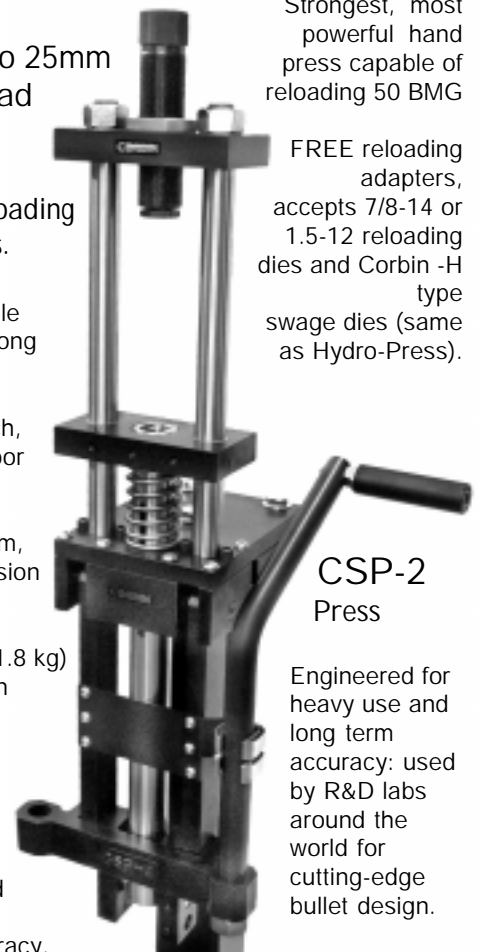 o 25mm
ad
oading
s.
le
ong
h,
oor
m,
sion
1.8 kg)
n
d
racy.
Strongest, most
powerful hand
press capable of
reloading 50 BMG
FREE reloading
adapters,
accepts 7/8-14 or
1.5-12 reloading
dies and Corbin -H
type
swage dies (same
as Hydro-Press).
CSP-2
Press
Engineered for
heavy use and
long term
accuracy: used
by R&D labs
around the
world for
cutting-edge
bullet design.
CSP-2